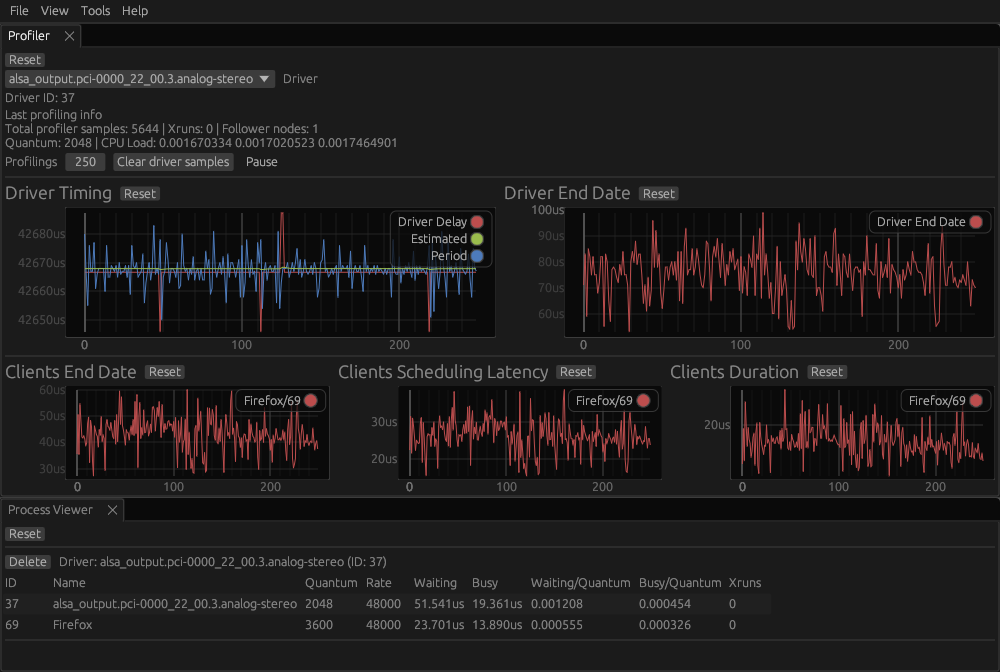 File View Tools Help
Profiler
Reset
alsa_output.pci-0000_22_00.3.analog-stereo Driver
Driver ID: 37
Last profiling info
Total profiler samples: 5644 | Xruns: 0 | Follower nodes: 1
Quantum: 2048 | CPU Load: 0.001670334 0.0017020523 0.0017464901
Profilings 250 Clear driver samples Pause
Driver Timing Reset
Driver Delay
Estimated
Period
42680us
42670us
42660us
42650us
0 100 200
Driver End Date Reset
Driver End Date
100us
90us
80us
70us
60us
0 100 200
Clients End Date Reset
Firefox/69
60us
50us
40us
30us
0 100 200
Clients Scheduling Latency Reset
Firefox/69
30us
20us
0 100 200
Clients Duration Reset
Firefox/69
20us
0 100 200
Process Viewer
Reset
Delete Driver: alsa_output.pci-0000_22_00.3.analog-stereo (ID: 37)
ID Name Quantum Rate Waiting Busy Waiting/Quantum Busy/Quantum Xruns
37 alsa_output.pci-0000_22_00.3.analog-stereo 2048 48000 51.541us 19.361us 0.001208 0.000454 0
69 Firefox 3600 48000 23.701us 13.890us 0.000555 0.000326 0